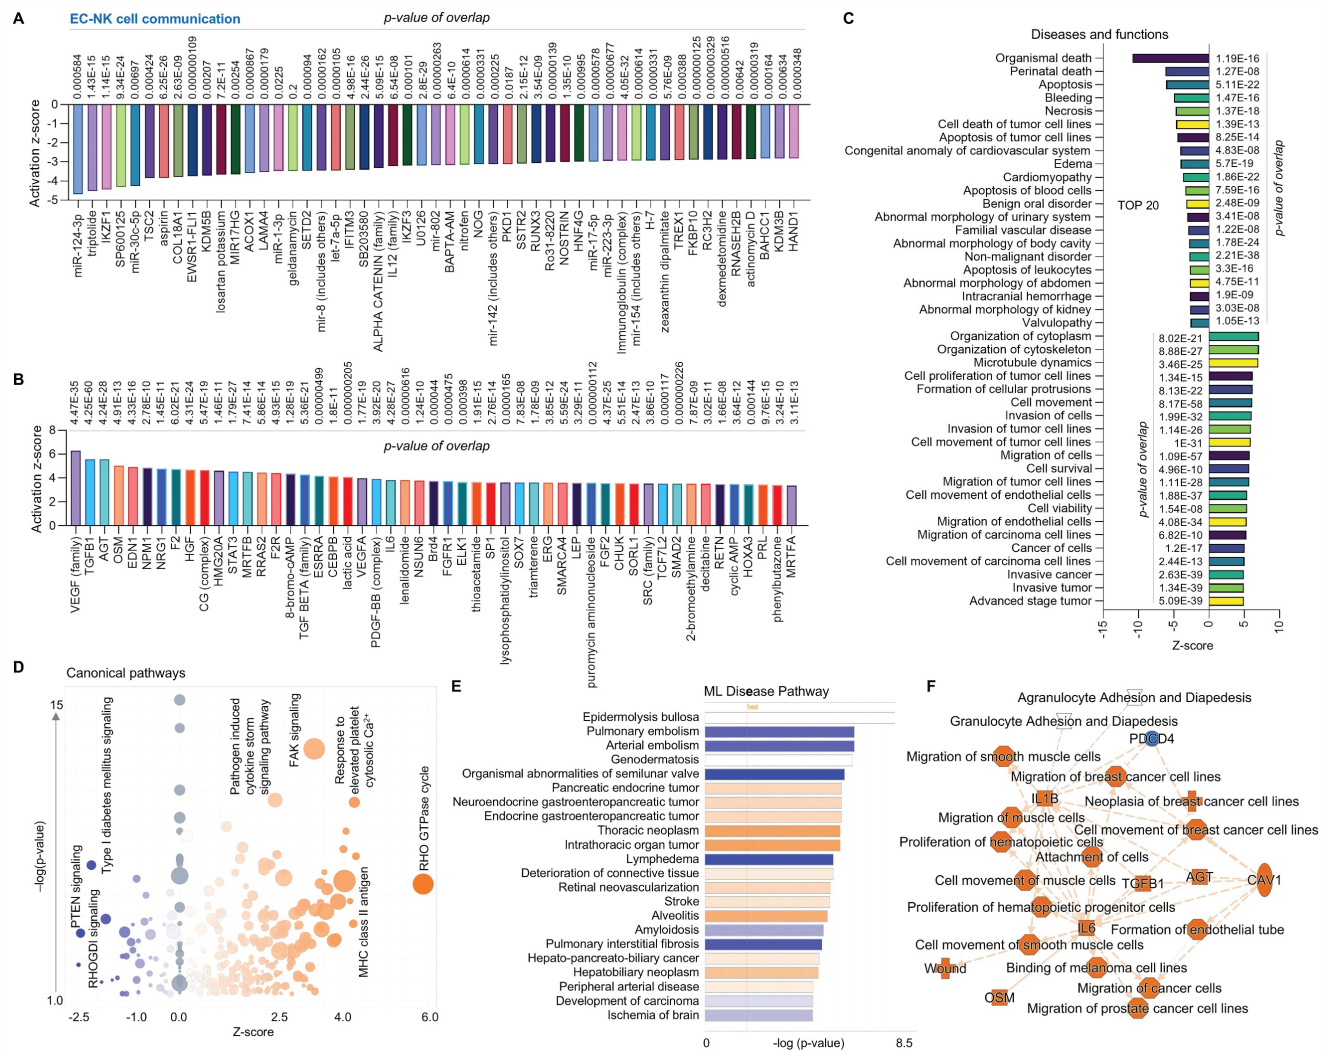 A
EC-NK cell communication
p-value of overlap
0.000584
1.43E-15
1.14E-15
9.34E-24
0.000697
0.000424
6.25E-26
2.63E-09
0.00000109
0.000207
7.2E-11
0.000254
0.0000867
0.0000179
0.0225
0.2
0.000094
0.0000162
0.0000105
4.98E-16
2.44E-26
5.09E-15
6.54E-08
0.000101
2.8E-29
0.0000263
8.4E-10
0.000614
0.0000331
0.000225
0.0187
2.15E-12
3.54E-09
0.0000139
1.35E-10
0.000995
0.0000578
0.0000677
4.05E-32
0.0000614
0.0000331
5.76E-09
0.000388
0.00000125
0.0000329
0.0000516
0.000642
0.0000319
0.000164
0.000634
0.0000348
Activation z-score
0
-1
-2
-3
-4
-5
miR-124-3p
triptolide
IKZF1
SP600125
miR-30c-5p
TSC2
aspirin
COL18A1
EWSR1-FLI1
KDM5B
losartan potassium
MIR17HG
ACOX1
LAMA4
miR-1-3p
geldanamycin
SETD2
mir-8 (includes others)
let-7a-5p
IFITM3
SB203580
ALPHA CATENIN (family)
IL12 (family)
IKZF3
U0126
mir-802
BAPTA-AM
NOG
mir-142 (includes others)
PKD1
SSTR2
RUNX3
Ro31-8220
NOSTRIN
HNF4G
miR-17-5p
miR-223-3p
Immunoglobulin (complex)
mir-154 (includes others)
H-7
zeaxanthin dipalmitate
TREX1
FKBP10
RC3H2
dexmedetomidine
RNASEH2B
actinomycin D
BAHCC1
KDM3B
HAND1
B
4.47E-35
4.25E-60
4.24E-28
4.91E-13
4.33E-16
2.78E-10
1.45E-11
6.02E-21
4.31E-24
5.47E-19
1.46E-11
1.79E-27
7.41E-14
5.86E-14
4.93E-15
1.28E-19
5.36E-21
0.0000499
1.8E-11
0.00000205
1.77E-19
3.92E-20
4.28E-27
0.0000616
1.24E-10
0.000044
0.0000475
0.000398
1.91E-15
2.76E-14
0.0000165
7.83E-08
1.78E-09
3.85E-12
5.59E-24
3.29E-11
0.00000112
4.37E-25
5.51E-14
2.47E-13
3.86E-10
0.0000117
0.0000226
7.87E-09
3.02E-11
1.66E-08
3.64E-12
0.000144
9.76E-15
3.24E-10
3.11E-13
p-value of overlap
Activation z-score
8
6
4
2
0
VEGF (family)
TGFB1
AGT
OSM
EDN1
NPM1
NRG1
F2
HGF
CG (complex)
HMG20A
STAT3
MRTFB
RRAS2
F2R
8-bromo-cAMP
TGF BETA (family)
ESRRA
CEBPB
lactic acid
VEGFA
PDGF-BB (complex)
IL6
lenalidomide
NSUN6
Brd4
FGFR1
ELK1
thioacetamide
SP1
lysophosphatidylinositol
SOX7
triamterene
ERG
SMARCA4
LEP
puromycin aminonucleoside
FGF2
CHUK
SORL1
SRC (family)
TCF7L2
SMAD2
2-bromoethylamine
decitabine
RETN
cyclic AMP
HOXA3
PRL
phenylbutazone
MRTFA
C
Diseases and functions
Organismal death 1.19E-16
Perinatal death 1.27E-08
Apoptosis 5.11E-22
Bleeding 1.47E-16
Necrosis 1.37E-18
Cell death of tumor cell lines 1.39E-13
Apoptosis of tumor cell lines 8.25E-14
Congenital anomaly of cardiovascular system 4.83E-08
Edema 5.7E-19
Cardiomyopathy 1.86E-22
Apoptosis of blood cells 7.59E-16
Benign oral disorder 2.48E-09
Abnormal morphology of urinary system 3.41E-08
Familial vascular disease 1.22E-08
Abnormal morphology of body cavity 1.78E-24
Non-malignant disorder 2.21E-38
Apoptosis of leukocytes 3.3E-16
Abnormal morphology of abdomen 4.75E-11
Intracranial hemorrhage 1.9E-09
Abnormal morphology of kidney 3.03E-08
Valvulopathy 1.05E-13
TOP 20
p-value of overlap
Organization of cytoplasm 8.02E-21
Organization of cytoskeleton 8.88E-27
Microtubule dynamics 3.46E-25
Cell proliferation of tumor cell lines 1.34E-15
Formation of cellular protrusions 8.13E-22
Cell movement 8.17E-58
Invasion of cells 1.99E-32
Invasion of tumor cell lines 1.14E-26
Cell movement of tumor cell lines 1E-31
Migration of cells 1.09E-57
Cell survival 4.96E-10
Migration of tumor cell lines 1.11E-28
Cell movement of endothelial cells 1.88E-37
Cell viability 1.54E-08
Migration of endothelial cells 4.08E-34
Migration of carcinoma cell lines 6.82E-10
Cancer of cells 1.2E-17
Cell movement of carcinoma cell lines 2.44E-13
Invasive cancer 2.63E-39
Invasive tumor 1.34E-39
Advanced stage tumor 5.09E-39
p-value of overlap
-15 -10 -5 0 5 10
Z-score
D
Canonical pathways
15
–log(p-value)
1.0
Type I diabetes mellitus signaling
PTEN signaling
RHOGDI signaling
Pathogen induced
cytokine storm
signaling pathway
FAK signaling
Response to
elevated platelet
cytosolic Ca²⁺
MHC class II antigen
RHO GTPase cycle
-2.5 -1.0 0.0 2.5 4.0 6.0
Z-score
E
ML Disease Pathway
Epidermolysis bullosa
Pulmonary embolism
Arterial embolism
Genodermatosis
Organismal abnormalities of semilunar valve
Pancreatic endocrine tumor
Neuroendocrine gastroenteropancreatic tumor
Endocrine gastroenteropancreatic tumor
Thoracic neoplasm
Intrathoracic organ tumor
Lymphedema
Deterioration of connective tissue
Retinal neovascularization
Stroke
Alveolitis
Amyloidosis
Pulmonary interstitial fibrosis
Hepato-pancreato-biliary cancer
Hepatobiliary neoplasm
Peripheral arterial disease
Development of carcinoma
Ischemia of brain
0 -log (p-value) 8.5
F
Agranulocyte Adhesion and Diapedesis
Granulocyte Adhesion and Diapedesis
PDCD4
Migration of smooth muscle cells
Migration of breast cancer cell lines
IL1B
Neoplasia of breast cancer cell lines
Migration of muscle cells
Cell movement of breast cancer cell lines
Proliferation of hematopoietic cells
Attachment of cells
Cell movement of muscle cells
TGFB1
AGT
CAV1
Proliferation of hematopoietic progenitor cells
IL6
Formation of endothelial tube
Cell movement of smooth muscle cells
Wound
Binding of melanoma cell lines
Migration of cancer cells
OSM
Migration of prostate cancer cell lines